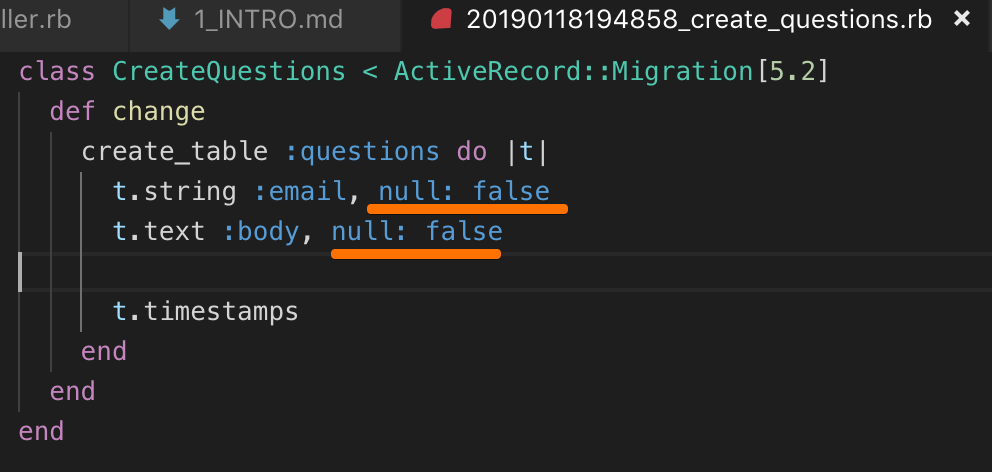 ller.rb 1_INTRO.md 20190118194858_create_questions.rb ×
class CreateQuestions < ActiveRecord::Migration[5.2]
def change
create_table :questions do |t|
t.string :email, null: false
t.text :body, null: false
t.timestamps
end
end
end